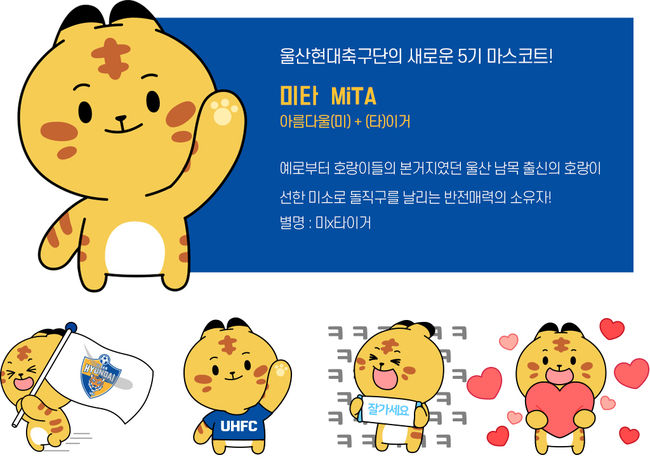 울산현대축구단의 새로운 5기 마스코트!
미타 MiTA
아름다울(미) + (타)이거
예로부터 호랑이들의 본거지였던 울산 남목 출신의 호랑이
선한 미소로 돌직구를 날리는 반전매력의 소유자!
별명 : 미x타이거
HYUNDAI
UHFC
ㅋㅋㅋㅋㅋㅋ
잘가세요